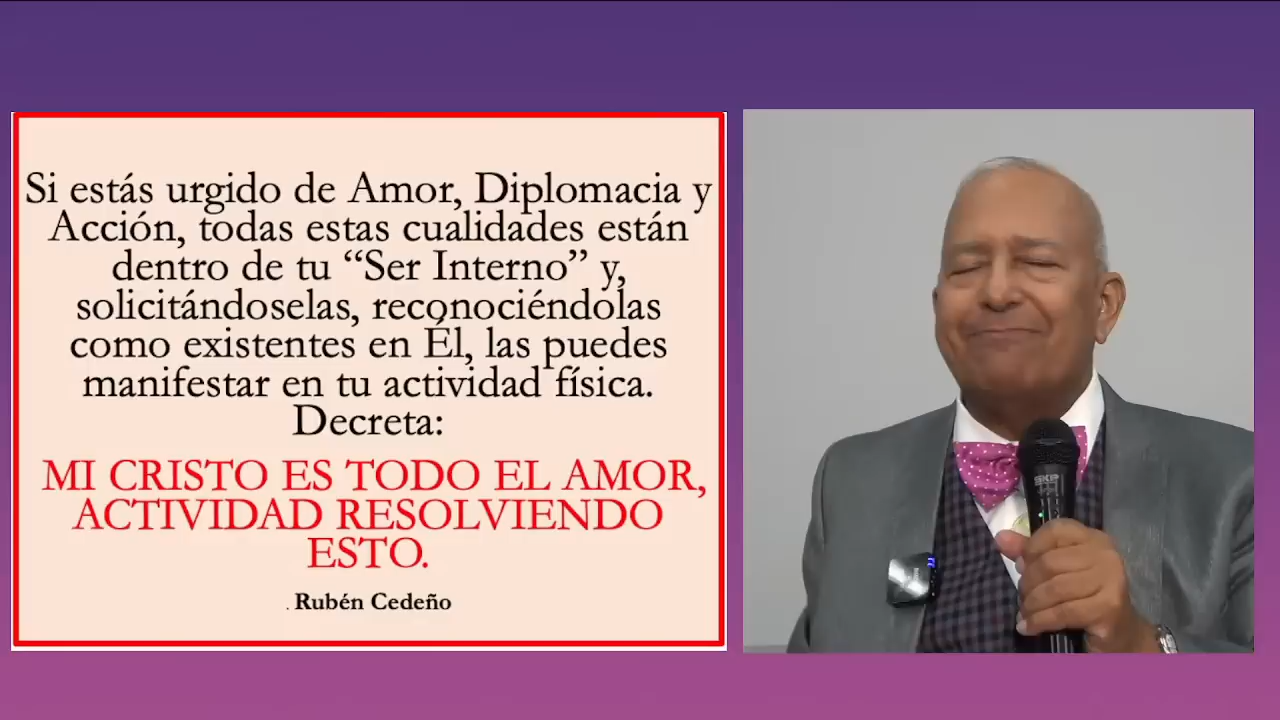 Si estás urgido de Amor, Diplomacia y
Acción, todas estas cualidades están
dentro de tu “Ser Interno” y,
solicitándoselas, reconociéndolas
como existentes en Él, las puedes
manifestar en tu actividad física.
Decreta:
MI CRISTO ES TODO EL AMOR,
ACTIVIDAD RESOLVIENDO
ESTO.
. Rubén Cedeño
SKP